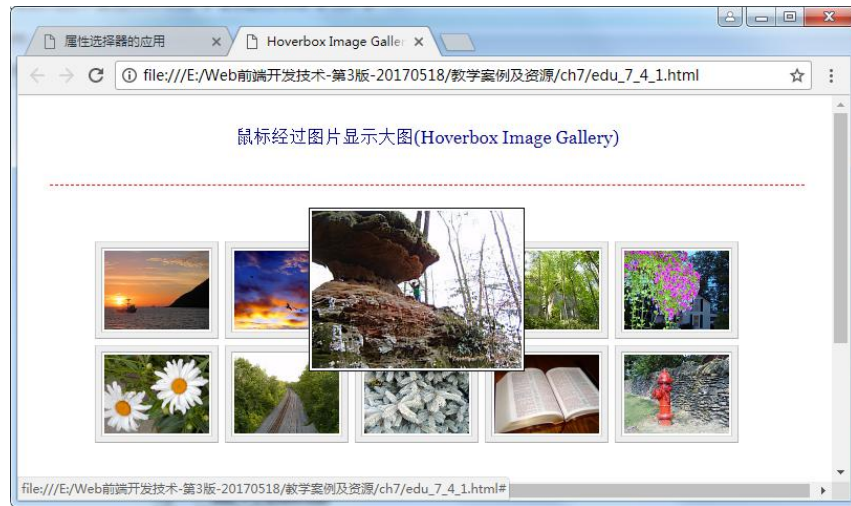 属性选择器的应用
Hoverbox Image Galler
file:///E:/Web前端开发技术-第3版-20170518/教学案例及资源/ch7/edu_7_4_1.html
鼠标经过图片显示大图(Hoverbox Image Gallery)
file:///E:/Web前端开发技术-第3版-20170518/教学案例及资源/ch7/edu_7_4_1.html#